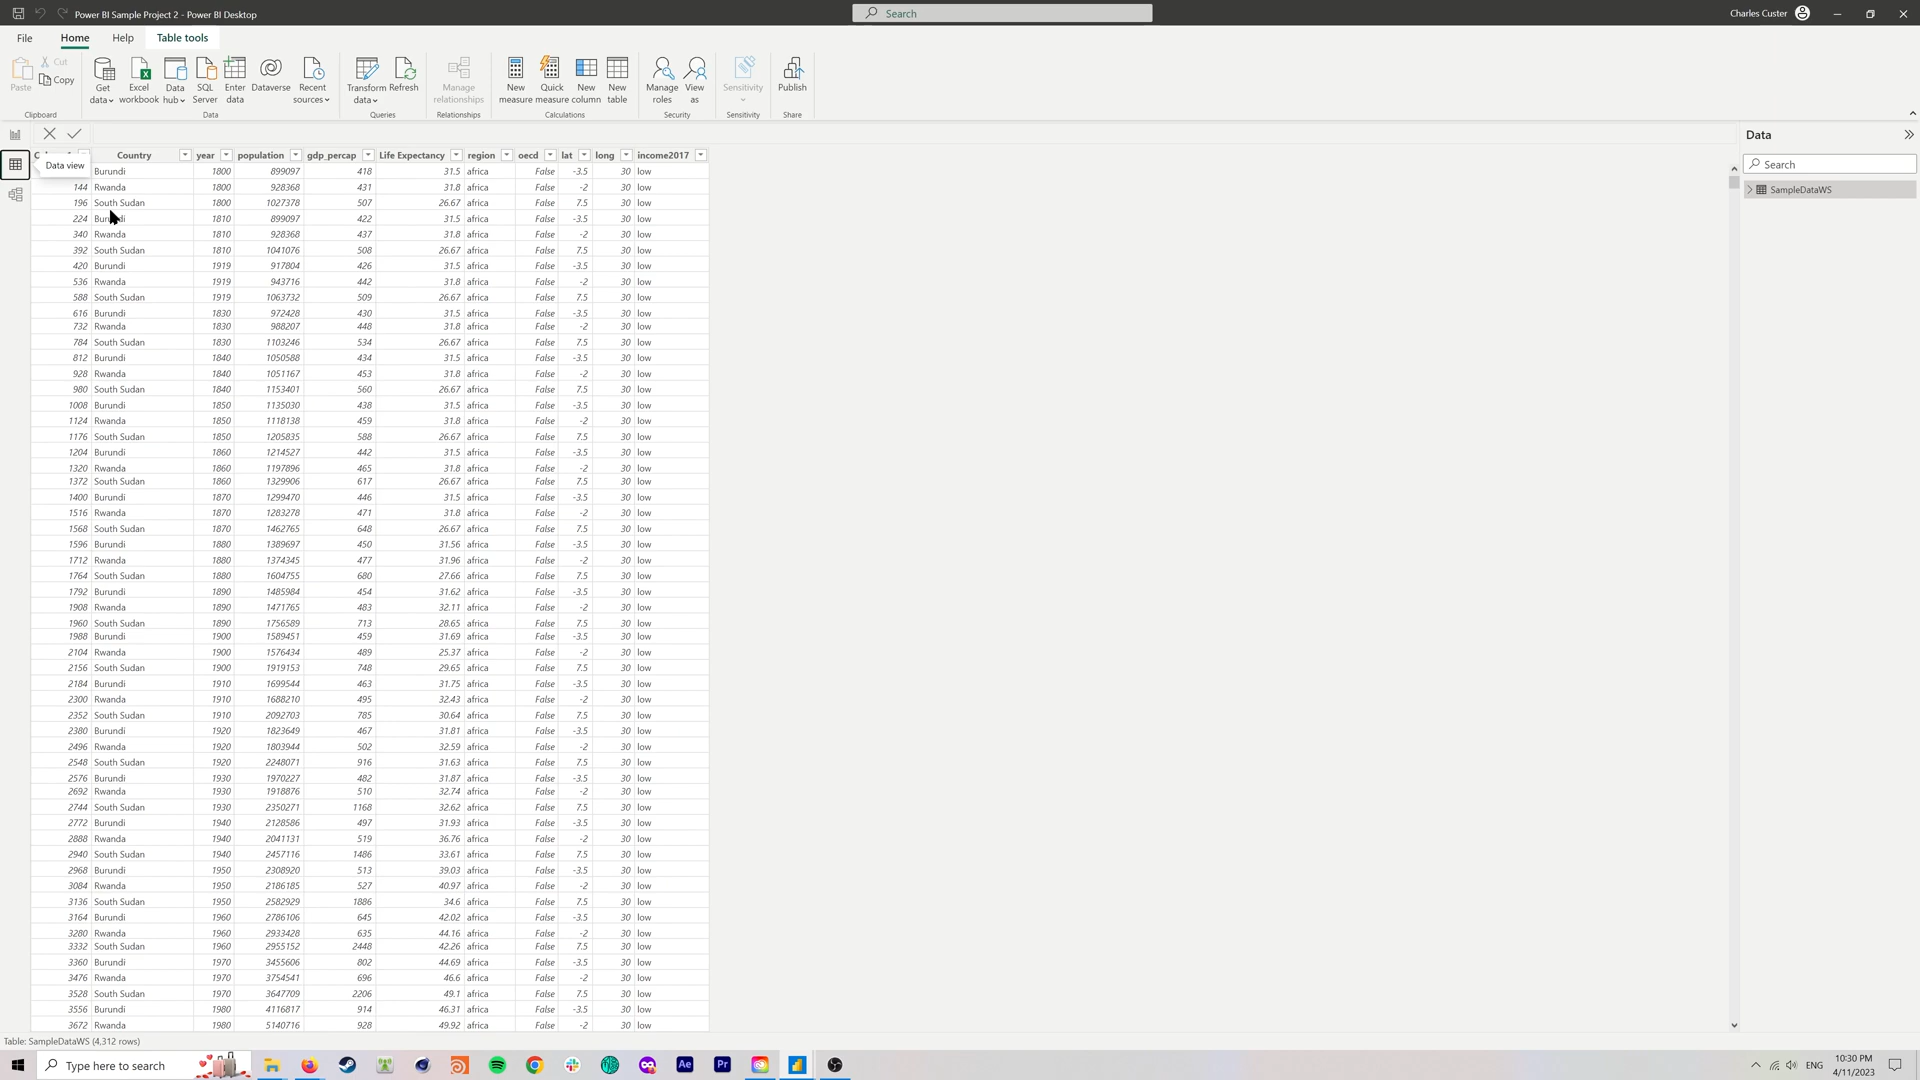 Power BI Sample Project 2 - Power BI Desktop
Search
Charles Custer
File Home Help Table tools
Paste
Cut
Copy
Get data
Excel workbook
Data hub
SQL Server
Enter data
Dataverse
Recent sources
Transform data
Refresh
Manage relationships
New measure
Quick measure
New column
New table
Manage roles
View as
Sensitivity
Publish
Clipboard Data Queries Relationships Calculations Security Sensitivity Share
Data
Search
SampleDataWS
Data view
Country year population gdp_percap Life Expectancy region oecd lat long income2017
Burundi 1800 899097 418 31.5 africa False -3.5 30 low
144 Rwanda 1800 928368 431 31.8 africa False -2 30 low
196 South Sudan 1800 1027378 507 26.67 africa False 7.5 30 low
224 Burundi 1810 899097 422 31.5 africa False -3.5 30 low
340 Rwanda 1810 928368 437 31.8 africa False -2 30 low
392 South Sudan 1810 1041076 508 26.67 africa False 7.5 30 low
420 Burundi 1919 917804 426 31.5 africa False -3.5 30 low
536 Rwanda 1919 943716 442 31.8 africa False -2 30 low
588 South Sudan 1919 1063732 509 26.67 africa False 7.5 30 low
616 Burundi 1830 972428 430 31.5 africa False -3.5 30 low
732 Rwanda 1830 988207 448 31.8 africa False -2 30 low
784 South Sudan 1830 1103246 534 26.67 africa False 7.5 30 low
812 Burundi 1840 1050588 434 31.5 africa False -3.5 30 low
928 Rwanda 1840 1051167 453 31.8 africa False -2 30 low
980 South Sudan 1840 1153401 560 26.67 africa False 7.5 30 low
1008 Burundi 1850 1135030 438 31.5 africa False -3.5 30 low
1124 Rwanda 1850 1118138 459 31.8 africa False -2 30 low
1176 South Sudan 1850 1205835 588 26.67 africa False 7.5 30 low
1204 Burundi 1860 1214527 442 31.5 africa False -3.5 30 low
1320 Rwanda 1860 1197896 465 31.8 africa False -2 30 low
1372 South Sudan 1860 1329906 617 26.67 africa False 7.5 30 low
1400 Burundi 1870 1299470 446 31.5 africa False -3.5 30 low
1516 Rwanda 1870 1283278 471 31.8 africa False -2 30 low
1568 South Sudan 1870 1462765 648 26.67 africa False 7.5 30 low
1596 Burundi 1880 1389697 450 31.56 africa False -3.5 30 low
1712 Rwanda 1880 1374345 477 31.96 africa False -2 30 low
1764 South Sudan 1880 1604755 680 27.66 africa False 7.5 30 low
1792 Burundi 1890 1485984 454 31.62 africa False -3.5 30 low
1908 Rwanda 1890 1471765 483 32.11 africa False -2 30 low
1960 South Sudan 1890 1756589 713 28.65 africa False 7.5 30 low
1988 Burundi 1900 1589451 459 31.69 africa False -3.5 30 low
2104 Rwanda 1900 1576434 489 25.37 africa False -2 30 low
2156 South Sudan 1900 1919153 748 29.65 africa False 7.5 30 low
2184 Burundi 1910 1699544 463 31.75 africa False -3.5 30 low
2300 Rwanda 1910 1688210 495 32.43 africa False -2 30 low
2352 South Sudan 1910 2092703 785 30.64 africa False 7.5 30 low
2380 Burundi 1920 1823649 467 31.81 africa False -3.5 30 low
2496 Rwanda 1920 1803944 502 32.59 africa False -2 30 low
2548 South Sudan 1920 2248071 916 31.63 africa False 7.5 30 low
2576 Burundi 1930 1970227 482 31.87 africa False -3.5 30 low
2692 Rwanda 1930 1918876 510 32.74 africa False -2 30 low
2744 South Sudan 1930 2350271 1168 32.62 africa False 7.5 30 low
2772 Burundi 1940 2128586 497 31.93 africa False -3.5 30 low
2888 Rwanda 1940 2041131 519 36.76 africa False -2 30 low
2940 South Sudan 1940 2457116 1486 33.61 africa False 7.5 30 low
2968 Burundi 1950 2308920 513 39.03 africa False -3.5 30 low
3084 Rwanda 1950 2186185 527 40.97 africa False -2 30 low
3136 South Sudan 1950 2582929 1886 34.6 africa False 7.5 30 low
3164 Burundi 1960 2786106 645 42.02 africa False -3.5 30 low
3280 Rwanda 1960 2933428 635 44.16 africa False -2 30 low
3332 South Sudan 1960 2955152 2448 42.26 africa False 7.5 30 low
3360 Burundi 1970 3455606 802 44.69 africa False -3.5 30 low
3476 Rwanda 1970 3754541 696 46.6 africa False -2 30 low
3528 South Sudan 1970 3647709 2206 49.1 africa False 7.5 30 low
3556 Burundi 1980 4116817 914 46.31 africa False -3.5 30 low
3672 Rwanda 1980 5140716 928 49.92 africa False -2 30 low
Table: SampleDataWS (4,312 rows)
Type here to search
Ae
Pr
ENG
10:30 PM
4/11/2023